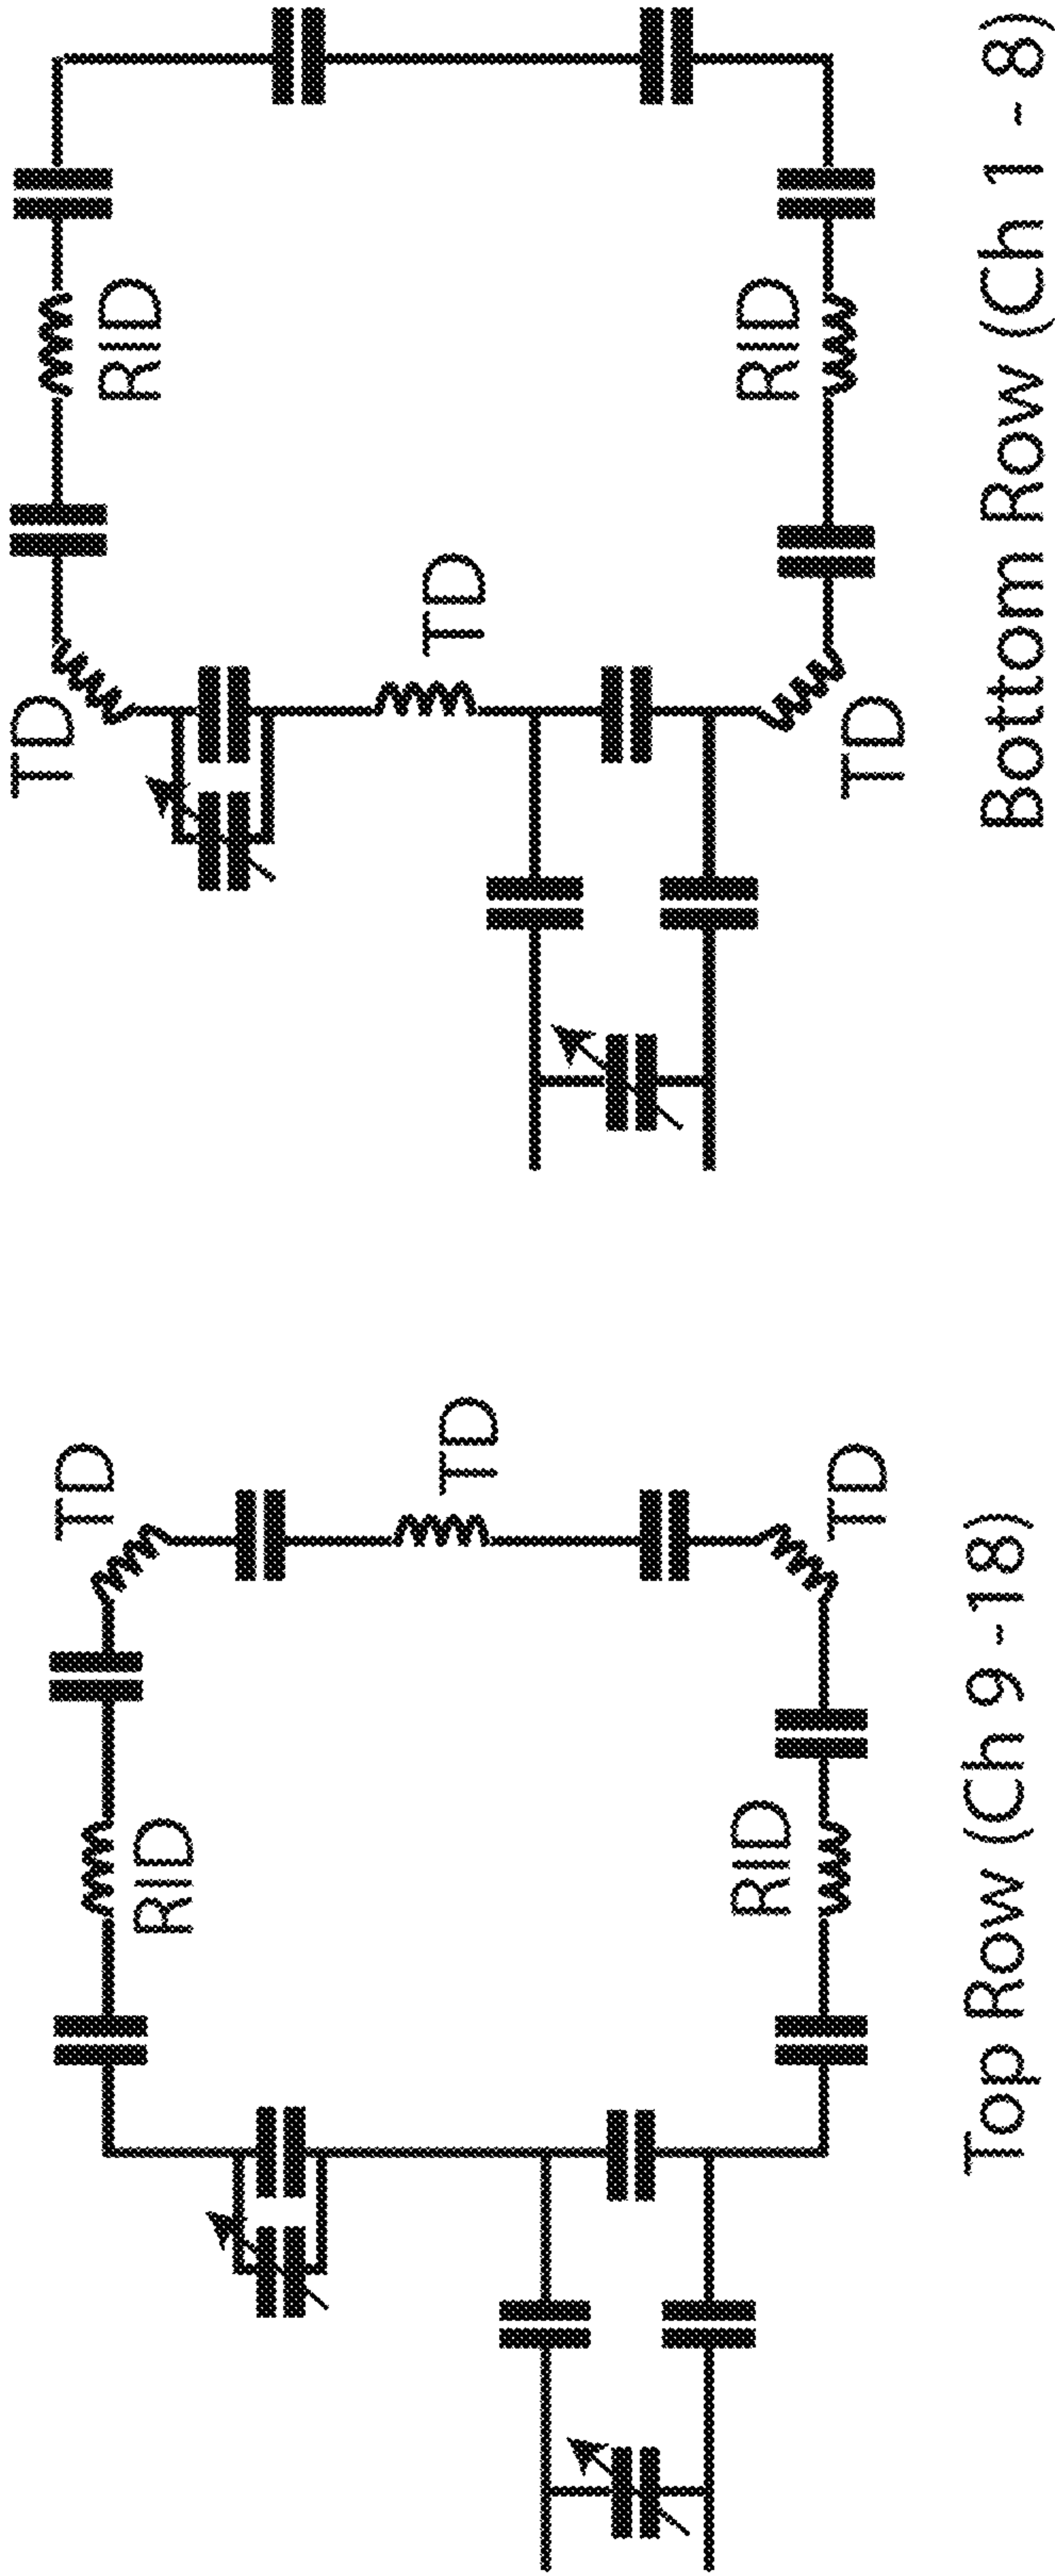 TD
RID
TD
RID
TD
Top Row (Ch 9 - 18)
TD
RID
TD
RID
TD
Bottom Row (Ch 1 - 8)